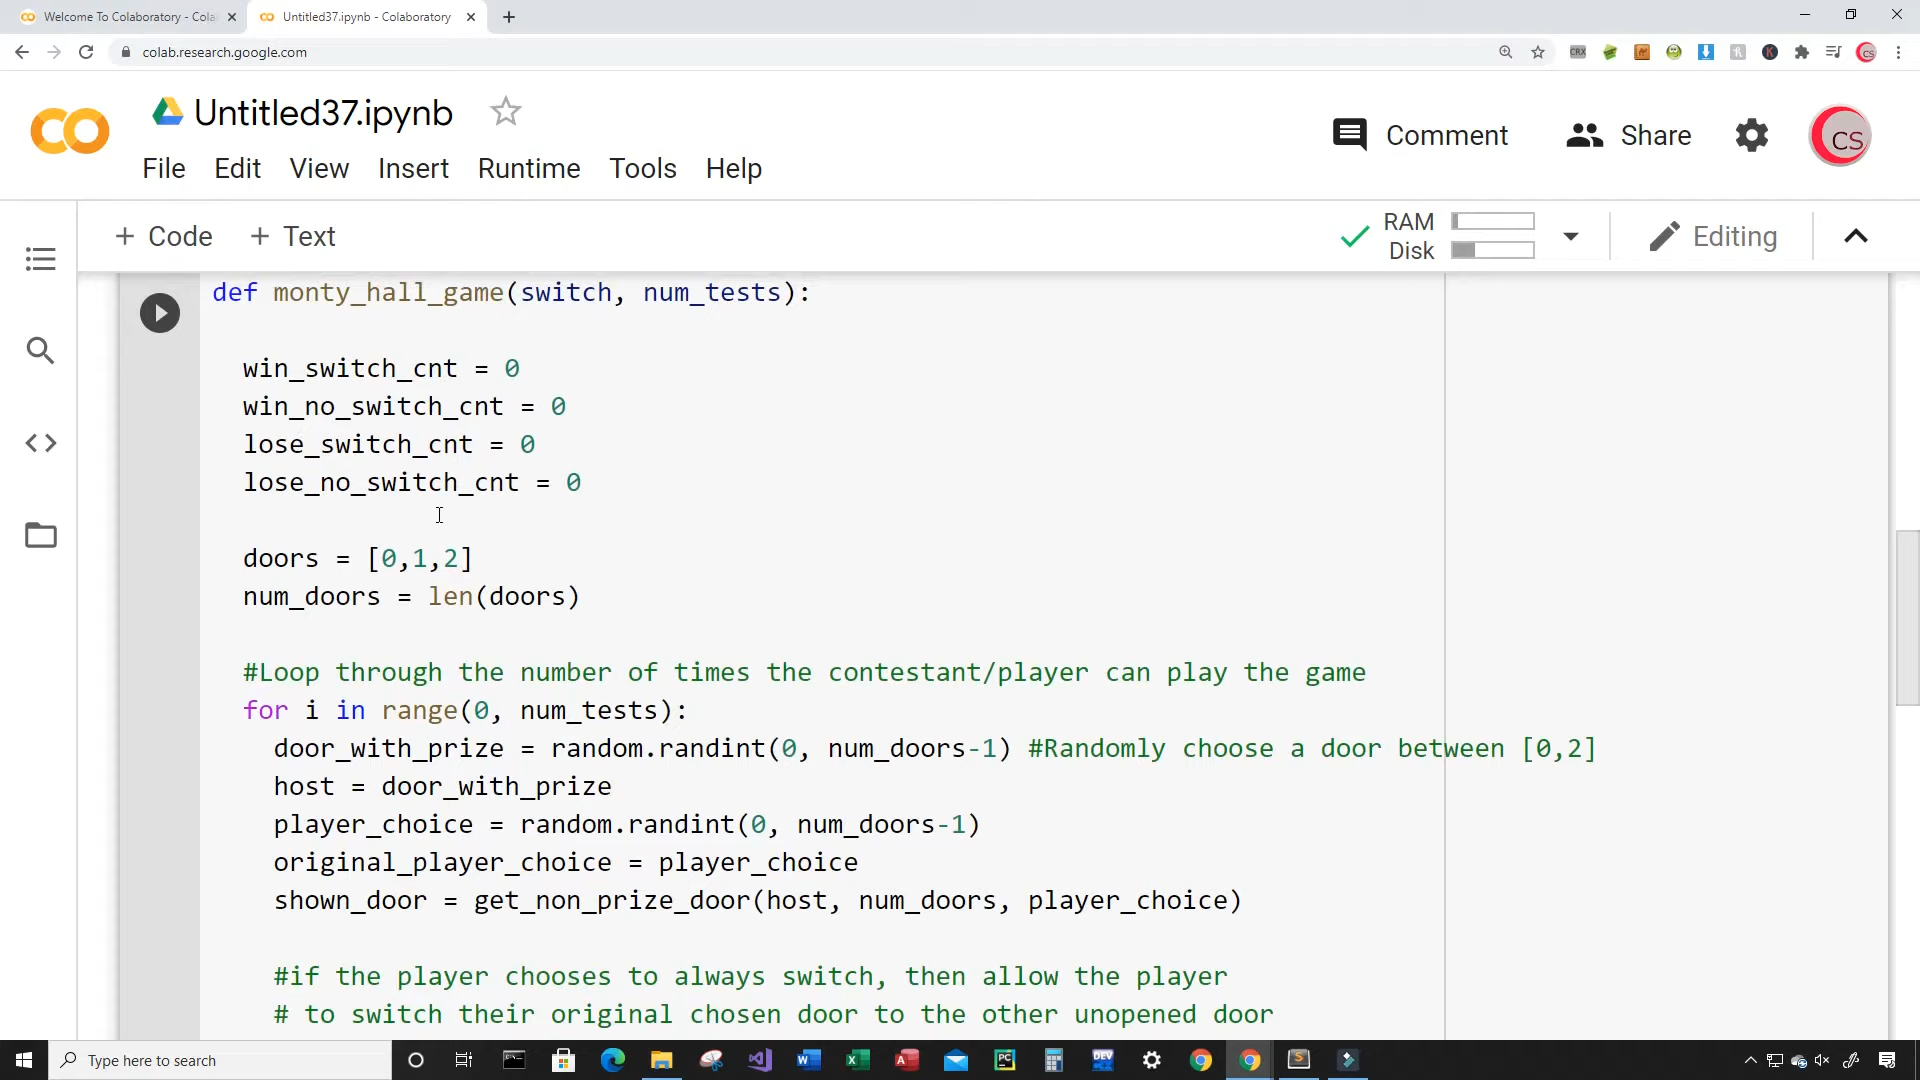 Welcome To Colaboratory - Cola
Untitled37.ipynb - Colaboratory
colab.research.google.com
CRX
CS
Untitled37.ipynb
Comment
Share
CS
File Edit View Insert Runtime Tools Help
+ Code + Text
RAM
Disk
Editing
def monty_hall_game(switch, num_tests):
win_switch_cnt = 0
win_no_switch_cnt = 0
lose_switch_cnt = 0
lose_no_switch_cnt = 0
doors = [0,1,2]
num_doors = len(doors)
#Loop through the number of times the contestant/player can play the game
for i in range(0, num_tests):
door_with_prize = random.randint(0, num_doors-1) #Randomly choose a door between [0,2]
host = door_with_prize
player_choice = random.randint(0, num_doors-1)
original_player_choice = player_choice
shown_door = get_non_prize_door(host, num_doors, player_choice)
#if the player chooses to always switch, then allow the player
# to switch their original chosen door to the other unopened door
Type here to search
PC
DEV